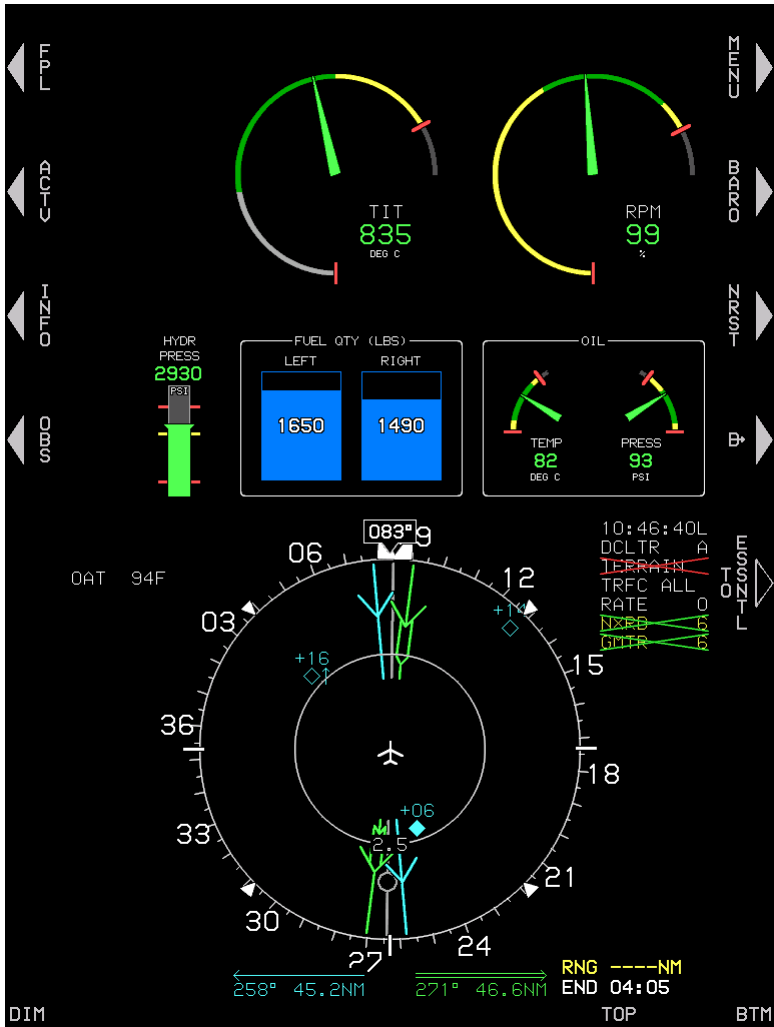 FPL
MENU
ACTV
BARO
TIT
835
DEG C
RPM
99
%
INFO
NRST
HYDR
PRESS
2930
PSI
FUEL QTY (LBS)
LEFT
RIGHT
1650
1490
OIL
TEMP
82
DEG C
PRESS
93
PSI
OBS
D
083°
9
06
12
03
15
36
18
33
21
30
24
27
+16
+06
2.5
OAT 94F
10:46:40L
DCLTR A
TERRAIN
TRFC ALL
RATE 0
NXRD 6
GMTR 6
TO
ESSNTL
258° 45.2NM
271° 46.6NM
RNG ----NM
END 04:05
DIM
TOP
BTM